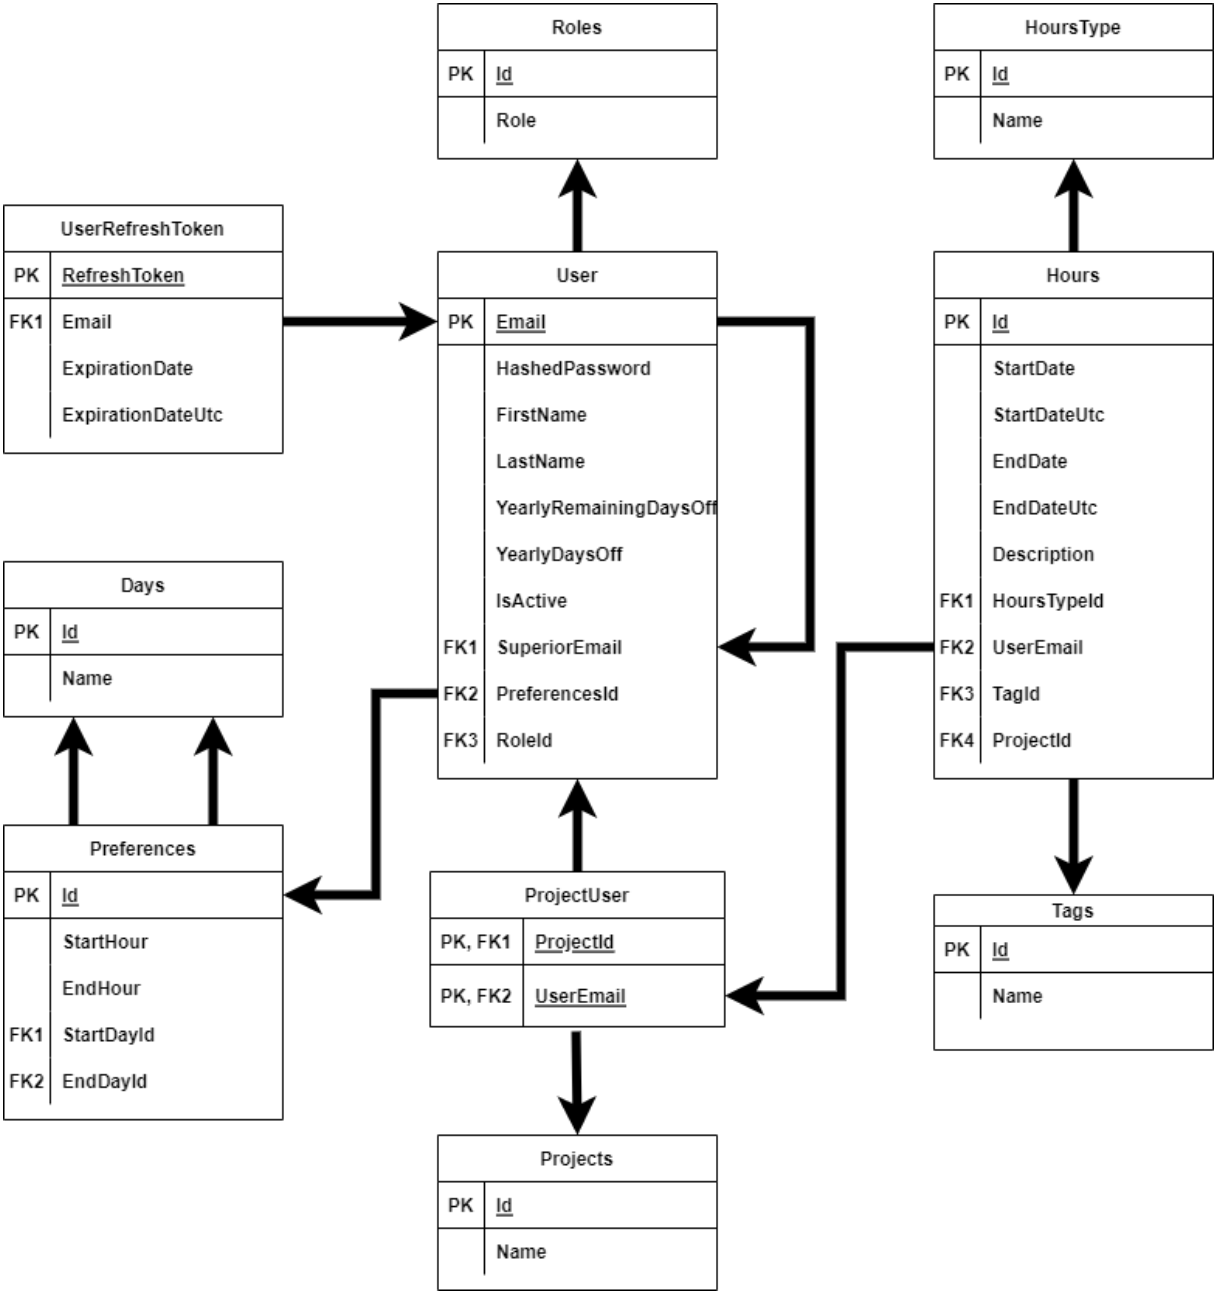 Roles
PK Id
Role
HoursType
PK Id
Name
UserRefreshToken
PK RefreshToken
FK1 Email
ExpirationDate
ExpirationDateUtc
User
PK Email
HashedPassword
FirstName
LastName
YearlyRemainingDaysOff
YearlyDaysOff
IsActive
FK1 SuperiorEmail
FK2 PreferencesId
FK3 RoleId
Hours
PK Id
StartDate
StartDateUtc
EndDate
EndDateUtc
Description
FK1 HoursTypeId
FK2 UserEmail
FK3 TagId
FK4 ProjectId
Days
PK Id
Name
Preferences
PK Id
StartHour
EndHour
FK1 StartDayId
FK2 EndDayId
ProjectUser
PK, FK1 ProjectId
PK, FK2 UserEmail
Tags
PK Id
Name
Projects
PK Id
Name